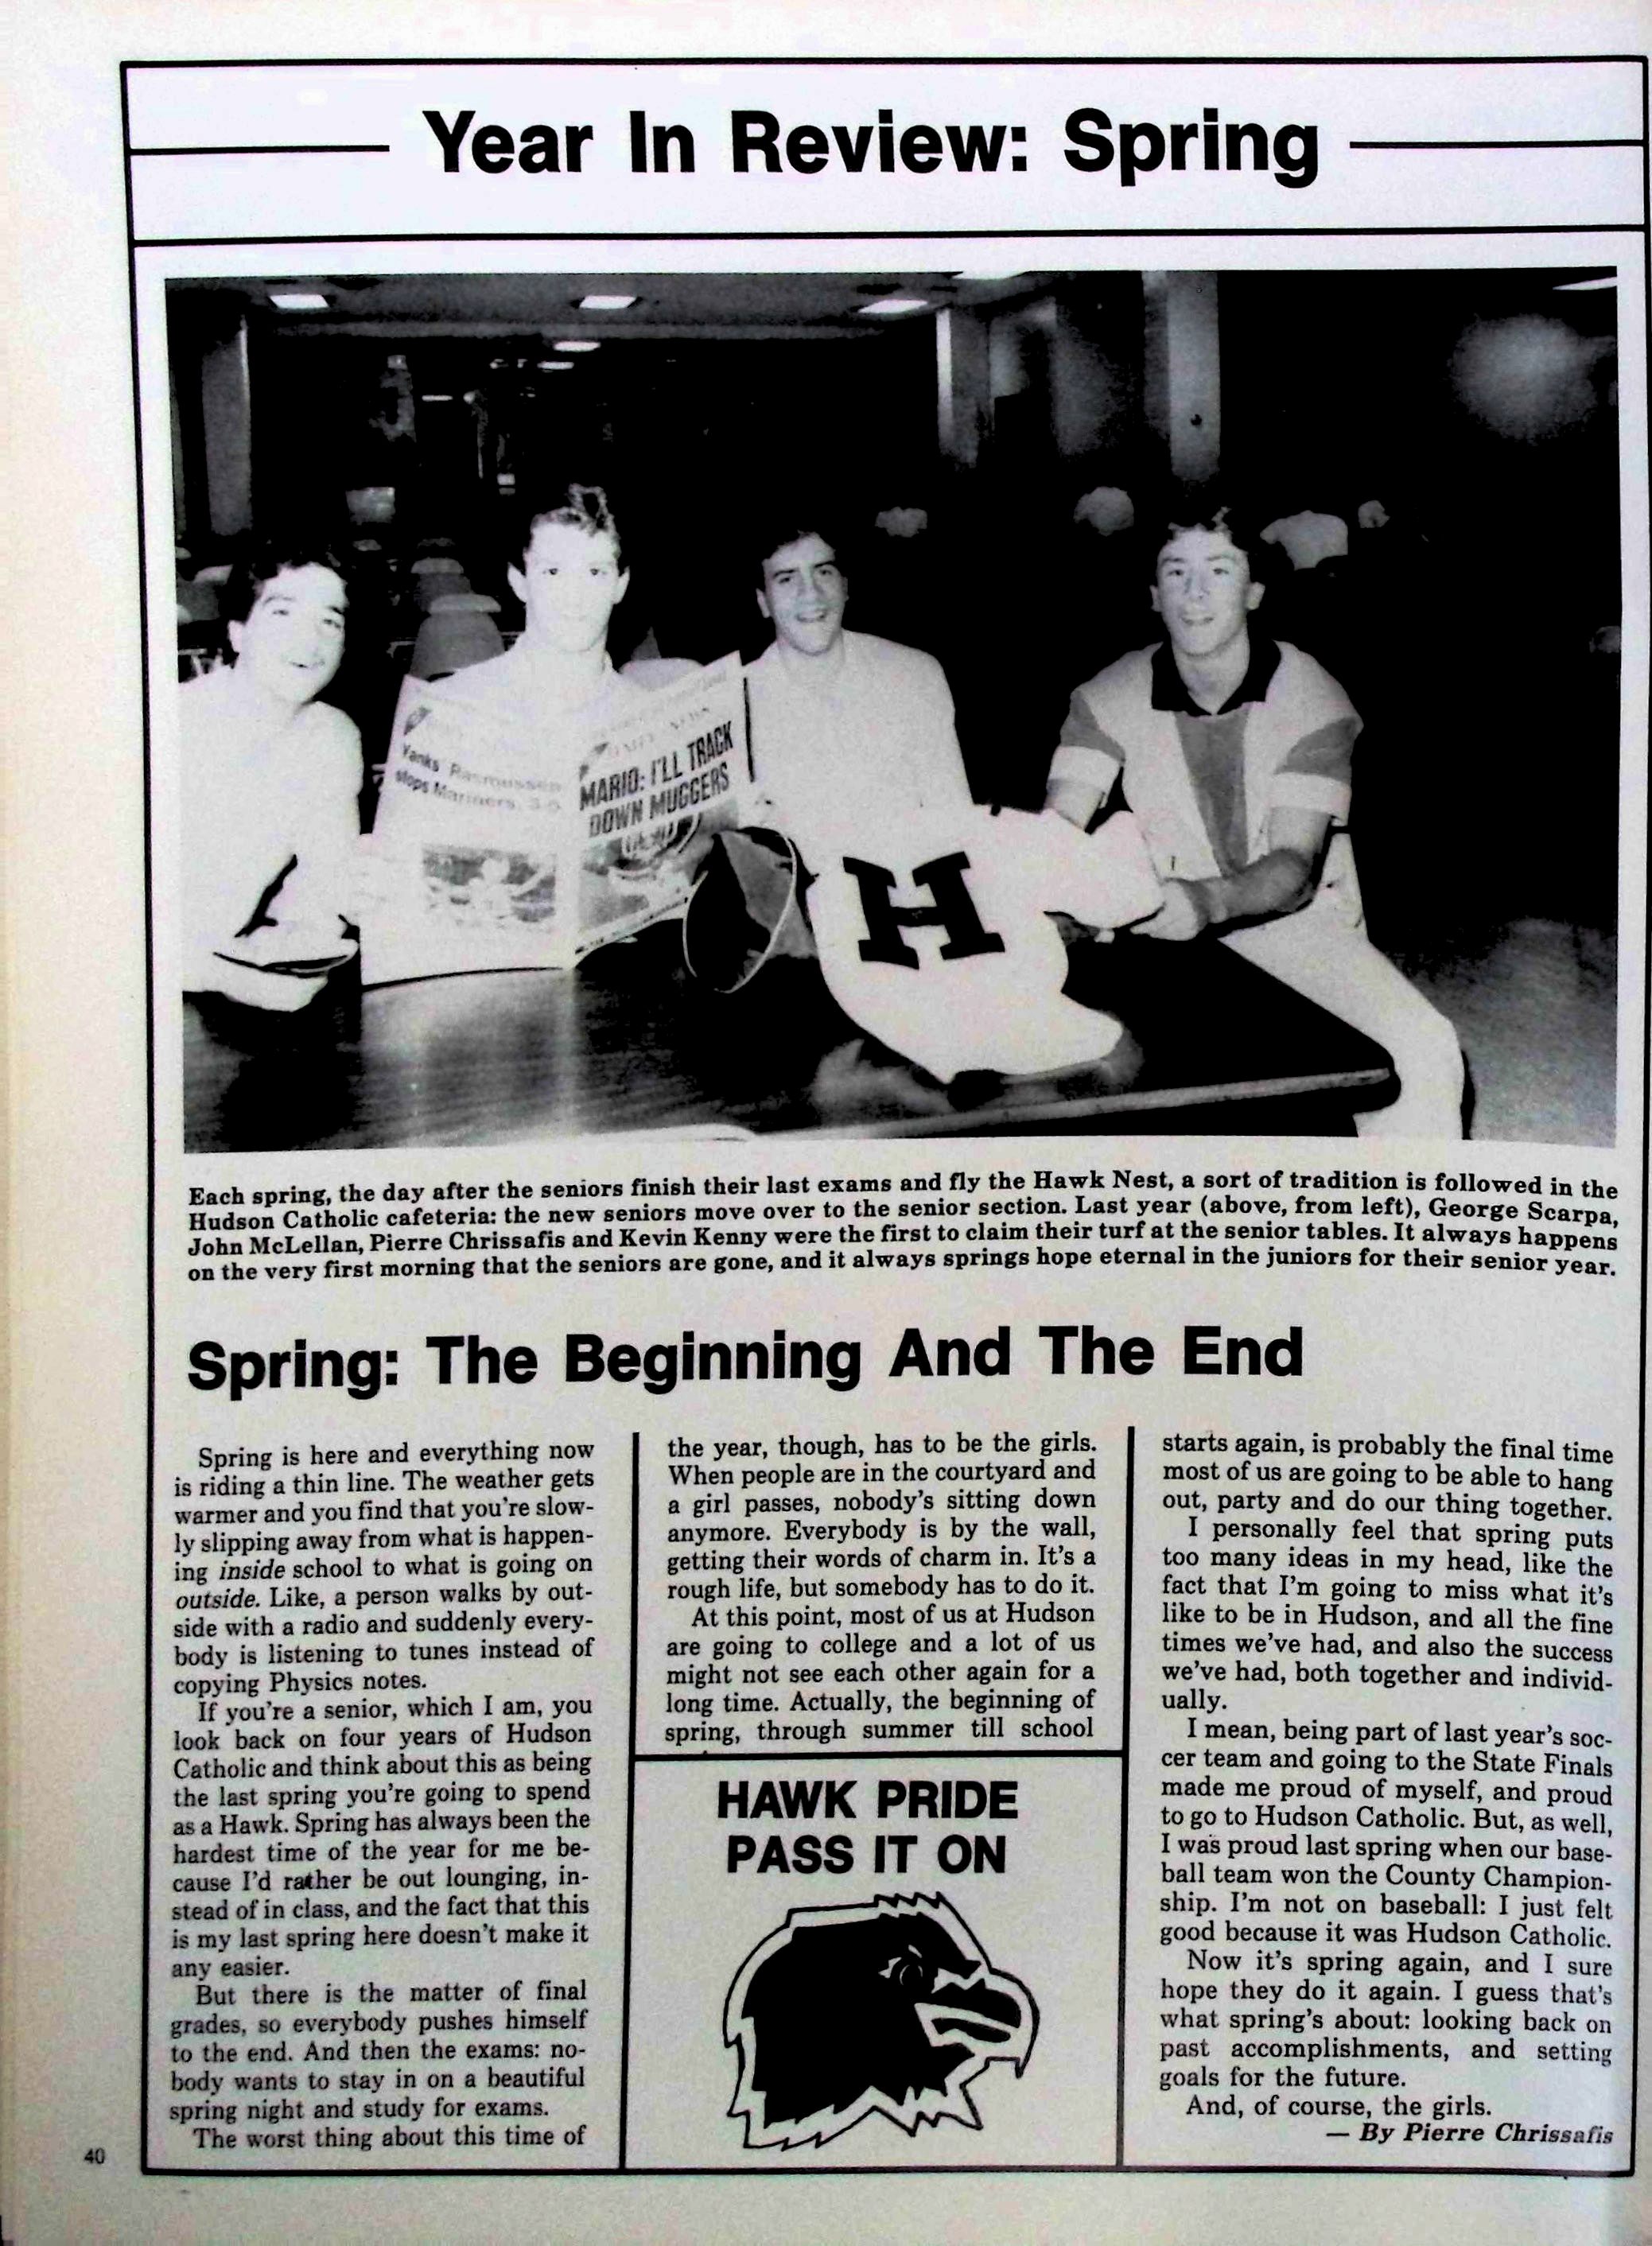 Year In Review: Spring
Yanks Rasmussen
stops Mariners, 3-0
MARIO: I'LL TRACK
DOWN MUGGERS
H
Each spring, the day after the seniors finish their last exams and fly the Hawk Nest, a sort of tradition is followed in the
Hudson Catholic cafeteria: the new seniors move over to the senior section. Last year (above, from left), George Scarpa,
John McLellan, Pierre Chrissafis and Kevin Kenny were the first to claim their turf at the senior tables. It always happens
on the very first morning that the seniors are gone, and it always springs hope eternal in the juniors for their senior year.
Spring: The Beginning And The End
Spring is here and everything now
is riding a thin line. The weather gets
warmer and you find that you're slow-
ly slipping away from what is happen-
ing inside school to what is going on
outside. Like, a person walks by out-
side with a radio and suddenly every-
body is listening to tunes instead of
copying Physics notes.
If you're a senior, which I am, you
look back on four years of Hudson
Catholic and think about this as being
the last spring you're going to spend
as a Hawk. Spring has always been the
hardest time of the year for me be-
cause I'd rather be out lounging, in-
stead of in class, and the fact that this
is my last spring here doesn't make it
any easier.
But there is the matter of final
grades, so everybody pushes himself
to the end. And then the exams: no-
body wants to stay in on a beautiful
spring night and study for exams.
The worst thing about this time of
the year, though, has to be the girls.
When people are in the courtyard and
a girl passes, nobody's sitting down
anymore. Everybody is by the wall,
getting their words of charm in. It's a
rough life, but somebody has to do it.
At this point, most of us at Hudson
are going to college and a lot of us
might not see each other again for a
long time. Actually, the beginning of
spring, through summer till school
HAWK PRIDE
PASS IT ON
starts again, is probably the final time
most of us are going to be able to hang
out, party and do our thing together.
I personally feel that spring puts
too many ideas in my head, like the
fact that I'm going to miss what it's
like to be in Hudson, and all the fine
times we've had, and also the success
we've had, both together and individ-
ually.
I mean, being part of last year's soc-
cer team and going to the State Finals
made me proud of myself, and proud
to go to Hudson Catholic. But, as well,
I was proud last spring when our base-
ball team won the County Champion-
ship. I'm not on baseball: I just felt
good because it was Hudson Catholic.
Now it's spring again, and I sure
hope they do it again. I guess that's
what spring's about: looking back on
past accomplishments, and setting
goals for the future.
And, of course, the girls.
— By Pierre Chrissafis
40